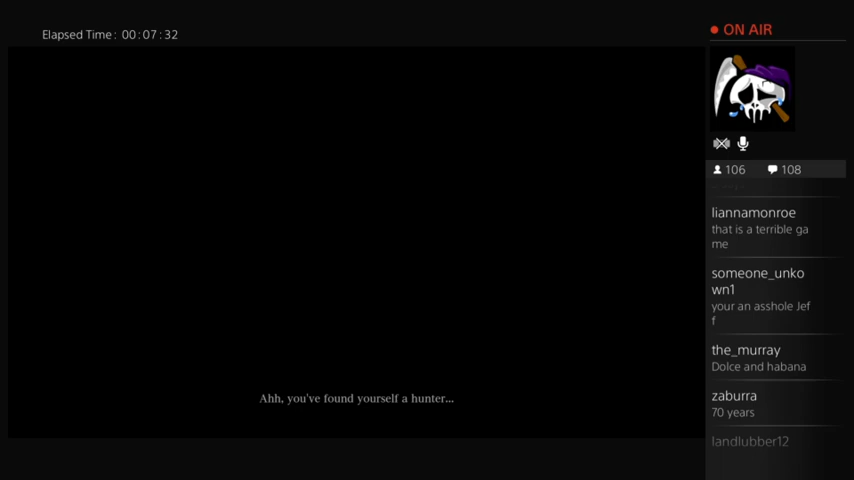 Elapsed Time: 00:07:32
ON AIR
106 108
liannamonroe
that is a terrible ga
me
someone_unko
wn1
your an asshole Jef
f
the_murray
Dolce and habana
zaburra
70 years
landlubber12
Ahh, you've found yourself a hunter...